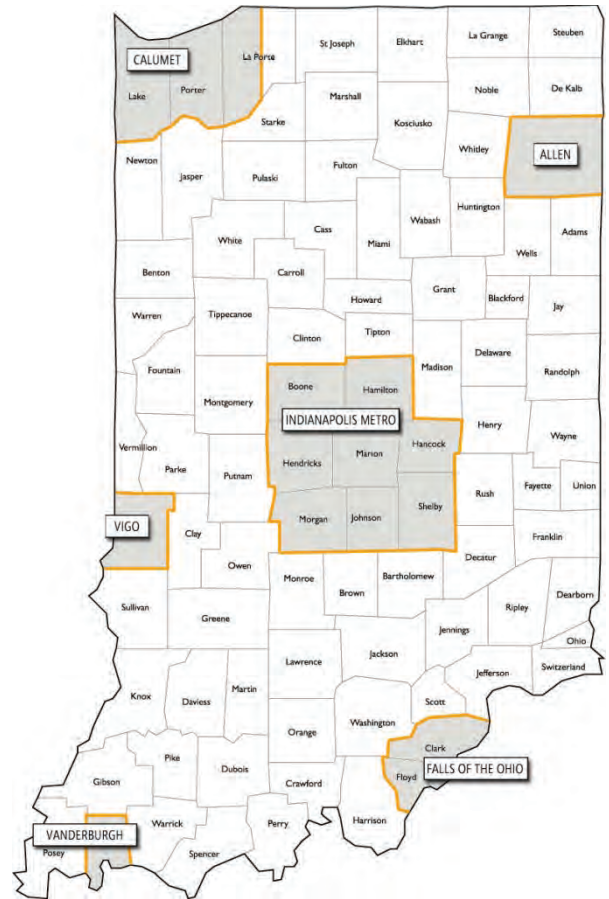 St Joseph
Elkhart
La Grange
Steuben
CALUMET
La Porte
Lake
Porter
Noble
De Kalb
Marshall
Starke
Kosciusko
Whitley
ALLEN
Newton
Jasper
Pulaski
Fulton
Huntington
Wabash
Cass
Miami
White
Wells
Adams
Carroll
Benton
Grant
Howard
Blackford
Jay
Warren
Tippecanoe
Tipton
Clinton
Delaware
Madison
Randolph
Fountain
Boone
Hamilton
Montgomery
INDIANAPOLIS METRO
Henry
Hancock
Wayne
Vermillion
Marion
Hendricks
Parke
Putnam
Fayette
Union
Rush
Shelby
Morgan
Johnson
VIGO
Clay
Franklin
Owen
Decatur
Monroe
Bartholomew
Brown
Dearborn
Sullivan
Ripley
Greene
Jennings
Ohio
Jackson
Lawrence
Switzerland
Jefferson
Knox
Daviess
Martin
Scott
Washington
Orange
Clark
Pike
Dubois
FALLS OF THE OHIO
Floyd
Gibson
Crawford
Harrison
Warrick
Perry
VANDERBURGH
Posey
Spencer